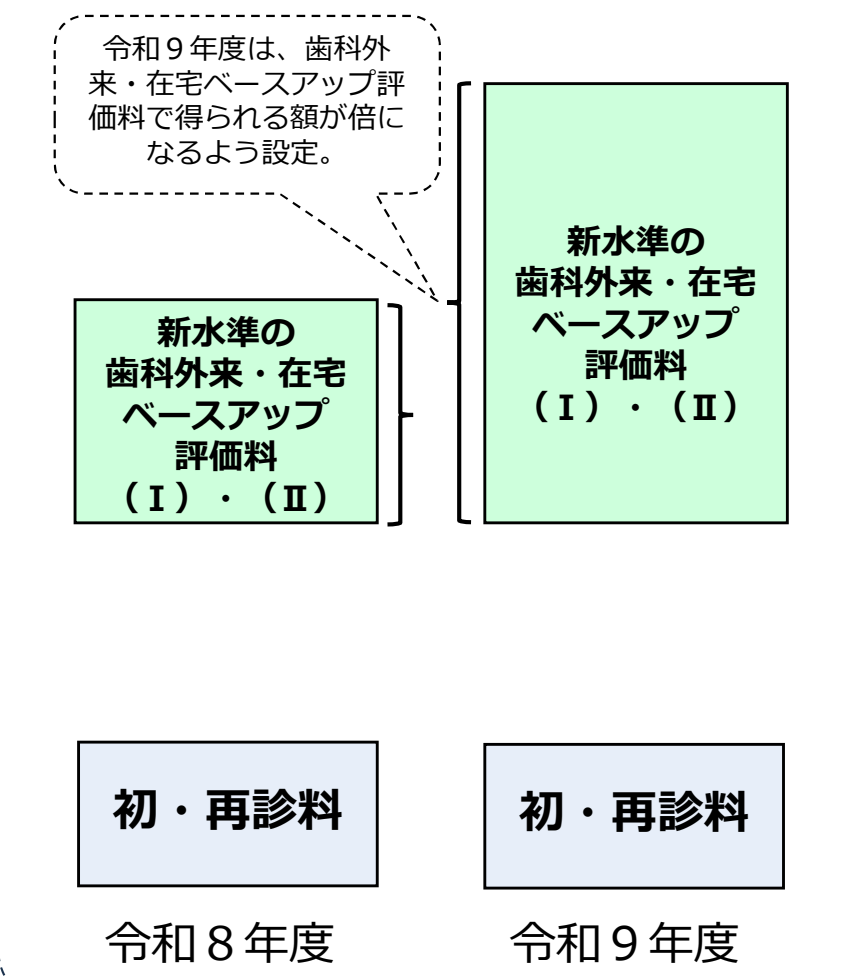 令和９年度は、歯科外
来・在宅ベースアップ評
価料で得られる額が倍に
なるよう設定。
新水準の
歯科外来・在宅
ベースアップ
評価料
（Ⅰ）・（Ⅱ）
新水準の
歯科外来・在宅
ベースアップ
評価料
（Ⅰ）・（Ⅱ）
初・再診料
初・再診料
令和８年度
令和９年度